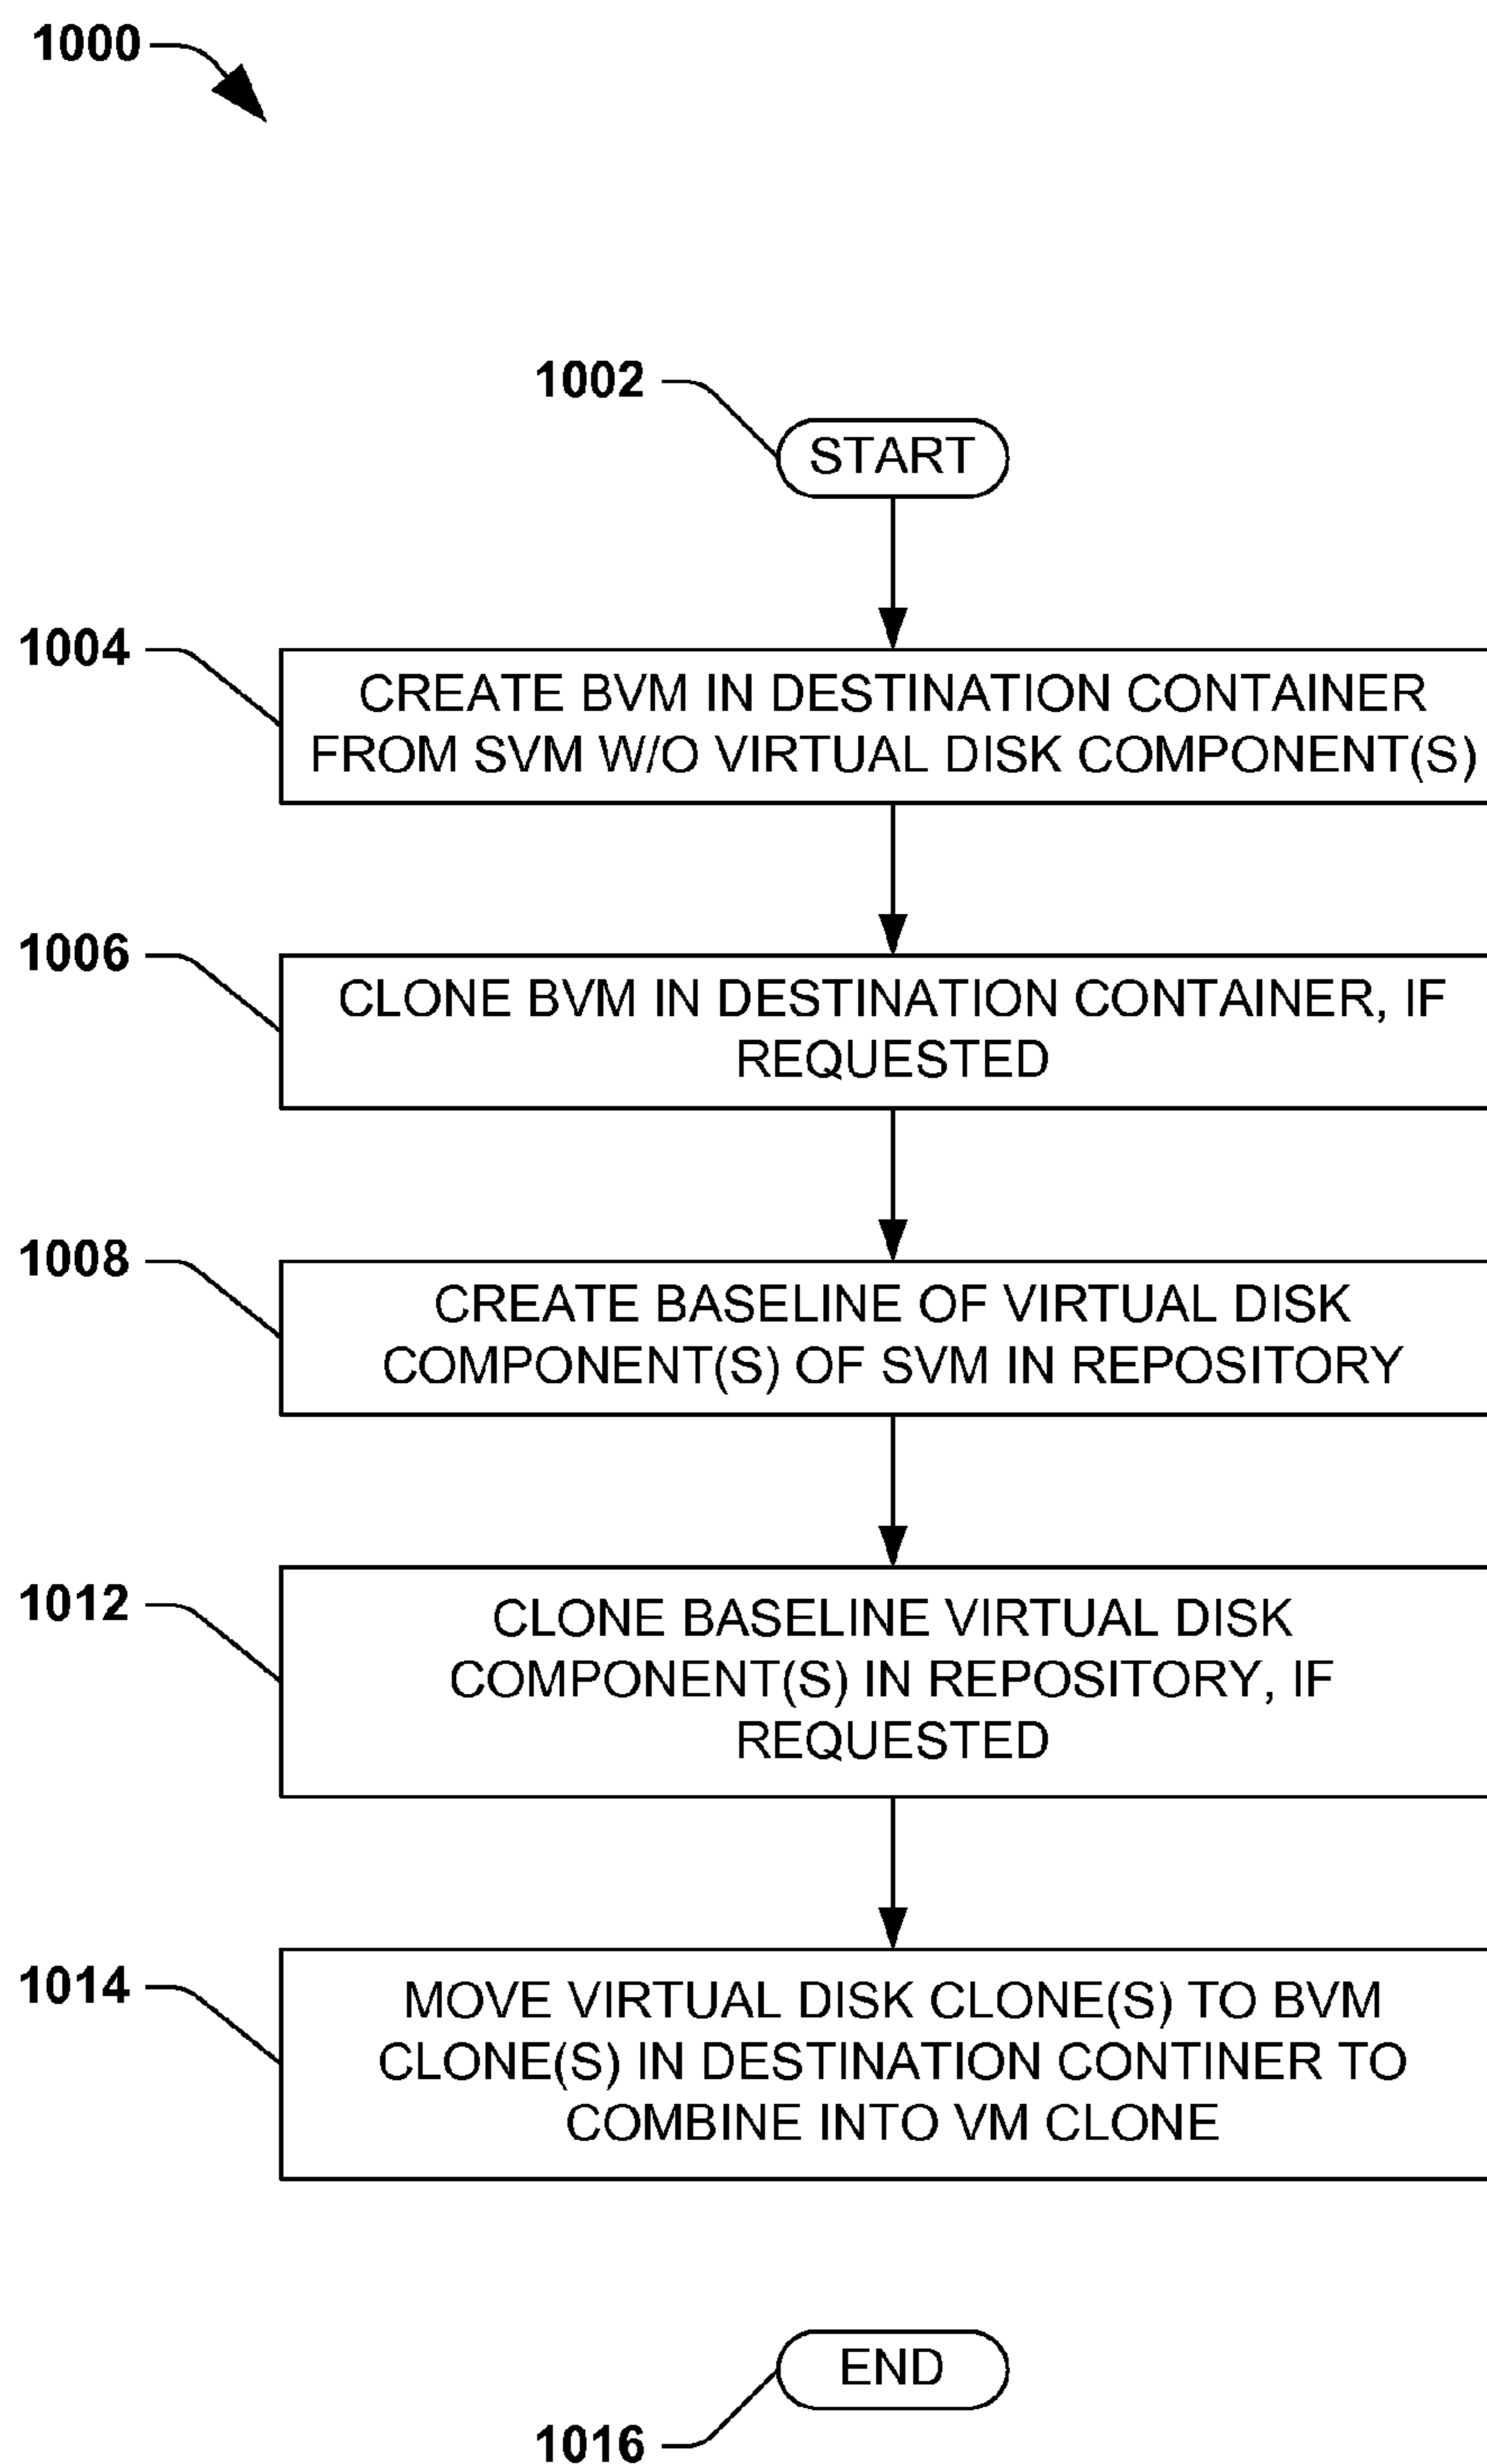 1000
1002
START
1004
CREATE BVM IN DESTINATION CONTAINER
FROM SVM W/O VIRTUAL DISK COMPONENT(S)
1006
CLONE BVM IN DESTINATION CONTAINER, IF
REQUESTED
1008
CREATE BASELINE OF VIRTUAL DISK
COMPONENT(S) OF SVM IN REPOSITORY
1012
CLONE BASELINE VIRTUAL DISK
COMPONENT(S) IN REPOSITORY, IF
REQUESTED
1014
MOVE VIRTUAL DISK CLONE(S) TO BVM
CLONE(S) IN DESTINATION CONTINER TO
COMBINE INTO VM CLONE
END
1016